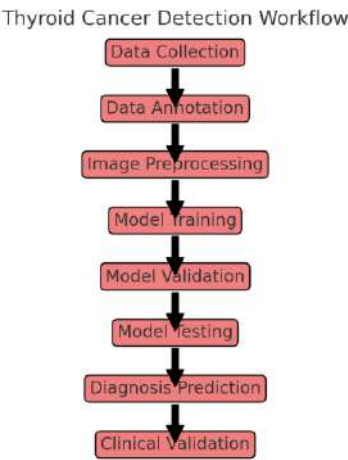 Thyroid Cancer Detection Workflow
Data Collection
Data Annotation
Image Preprocessing
Model Training
Model Validation
Model Testing
Diagnosis Prediction
Clinical Validation